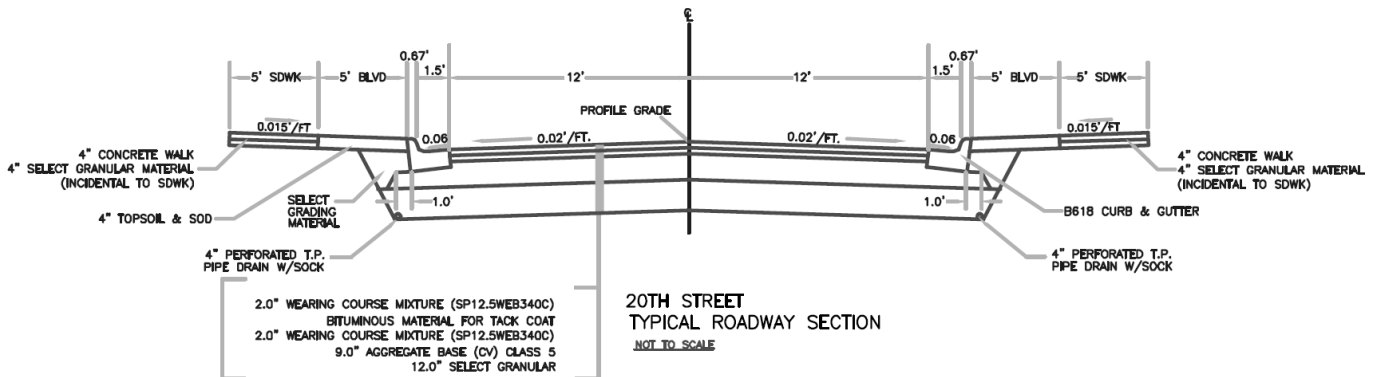 ℄
0.67'
0.67'
5' SDWK
5' BLVD
1.5'
12'
12'
1.5'
5' BLVD
5' SDWK
PROFILE GRADE
0.015'/FT
0.06
0.02'/FT.
0.02'/FT.
0.06
0.015'/FT
4" CONCRETE WALK
4" SELECT GRANULAR MATERIAL
(INCIDENTAL TO SDWK)
4" CONCRETE WALK
4" SELECT GRANULAR MATERIAL
(INCIDENTAL TO SDWK)
4" TOPSOIL & SOD
SELECT
GRADING
MATERIAL
1.0'
1.0'
B618 CURB & GUTTER
4" PERFORATED T.P.
PIPE DRAIN W/SOCK
4" PERFORATED T.P.
PIPE DRAIN W/SOCK
2.0" WEARING COURSE MIXTURE (SP12.5WEB340C)
BITUMINOUS MATERIAL FOR TACK COAT
2.0" WEARING COURSE MIXTURE (SP12.5WEB340C)
9.0" AGGREGATE BASE (CV) CLASS 5
12.0" SELECT GRANULAR
20TH STREET
TYPICAL ROADWAY SECTION
NOT TO SCALE